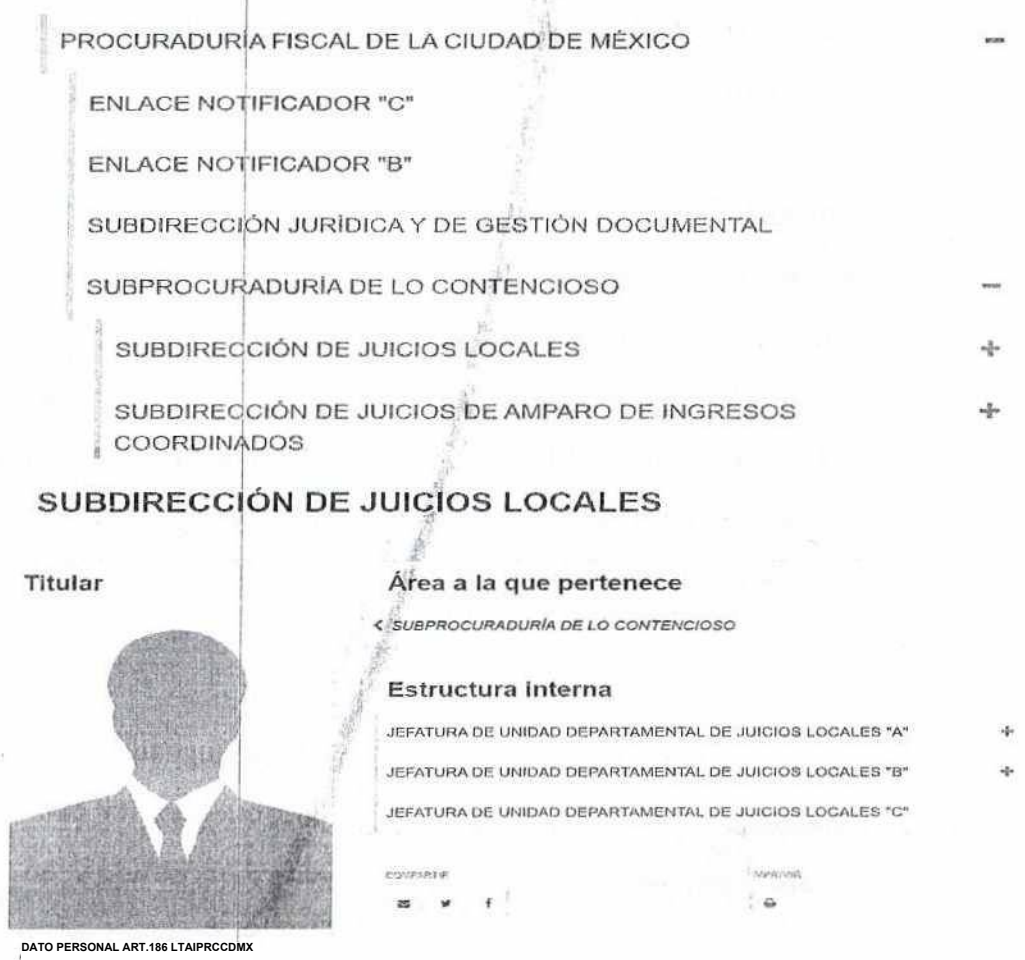 PROCURADURÍA FISCAL DE LA CIUDAD DE MÉXICO
ENLACE NOTIFICADOR "C"
ENLACE NOTIFICADOR "B"
SUBDIRECCIÓN JURÍDICA Y DE GESTIÓN DOCUMENTAL
SUBPROCURADURÍA DE LO CONTENCIOSO
SUBDIRECCIÓN DE JUICIOS LOCALES
SUBDIRECCIÓN DE JUICIOS DE AMPARO DE INGRESOS
COORDINADOS
SUBDIRECCIÓN DE JUICIOS LOCALES
Titular
Área a la que pertenece
SUBPROCURADURÍA DE LO CONTENCIOSO
Estructura interna
JEFATURA DE UNIDAD DEPARTAMENTAL DE JUICIOS LOCALES "A"
JEFATURA DE UNIDAD DEPARTAMENTAL DE JUICIOS LOCALES "B"
JEFATURA DE UNIDAD DEPARTAMENTAL DE JUICIOS LOCALES "C"
COMPARTIR
DATO PERSONAL ART.186 LTAIPRCCDMX